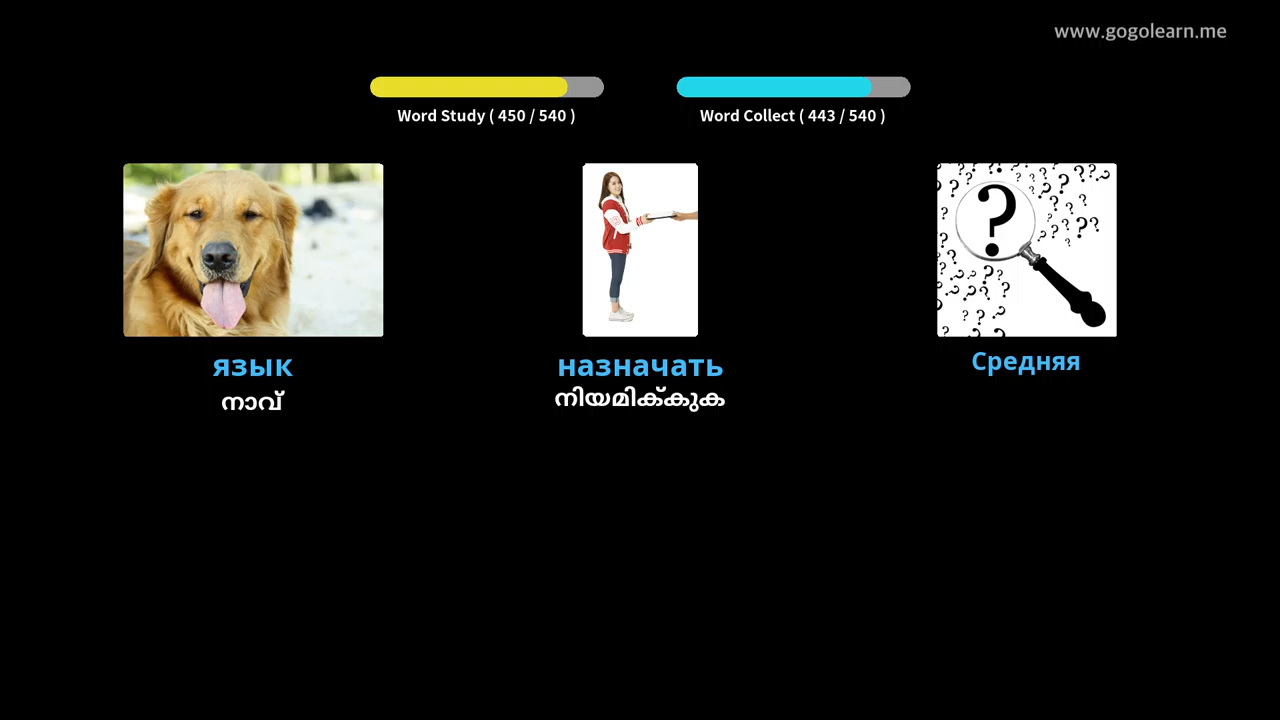 www.gogolearn.me
Word Study ( 450 / 540 )
Word Collect ( 443 / 540 )
язык
നാവ്
назначать
നിയമിക്കുക
Средняя